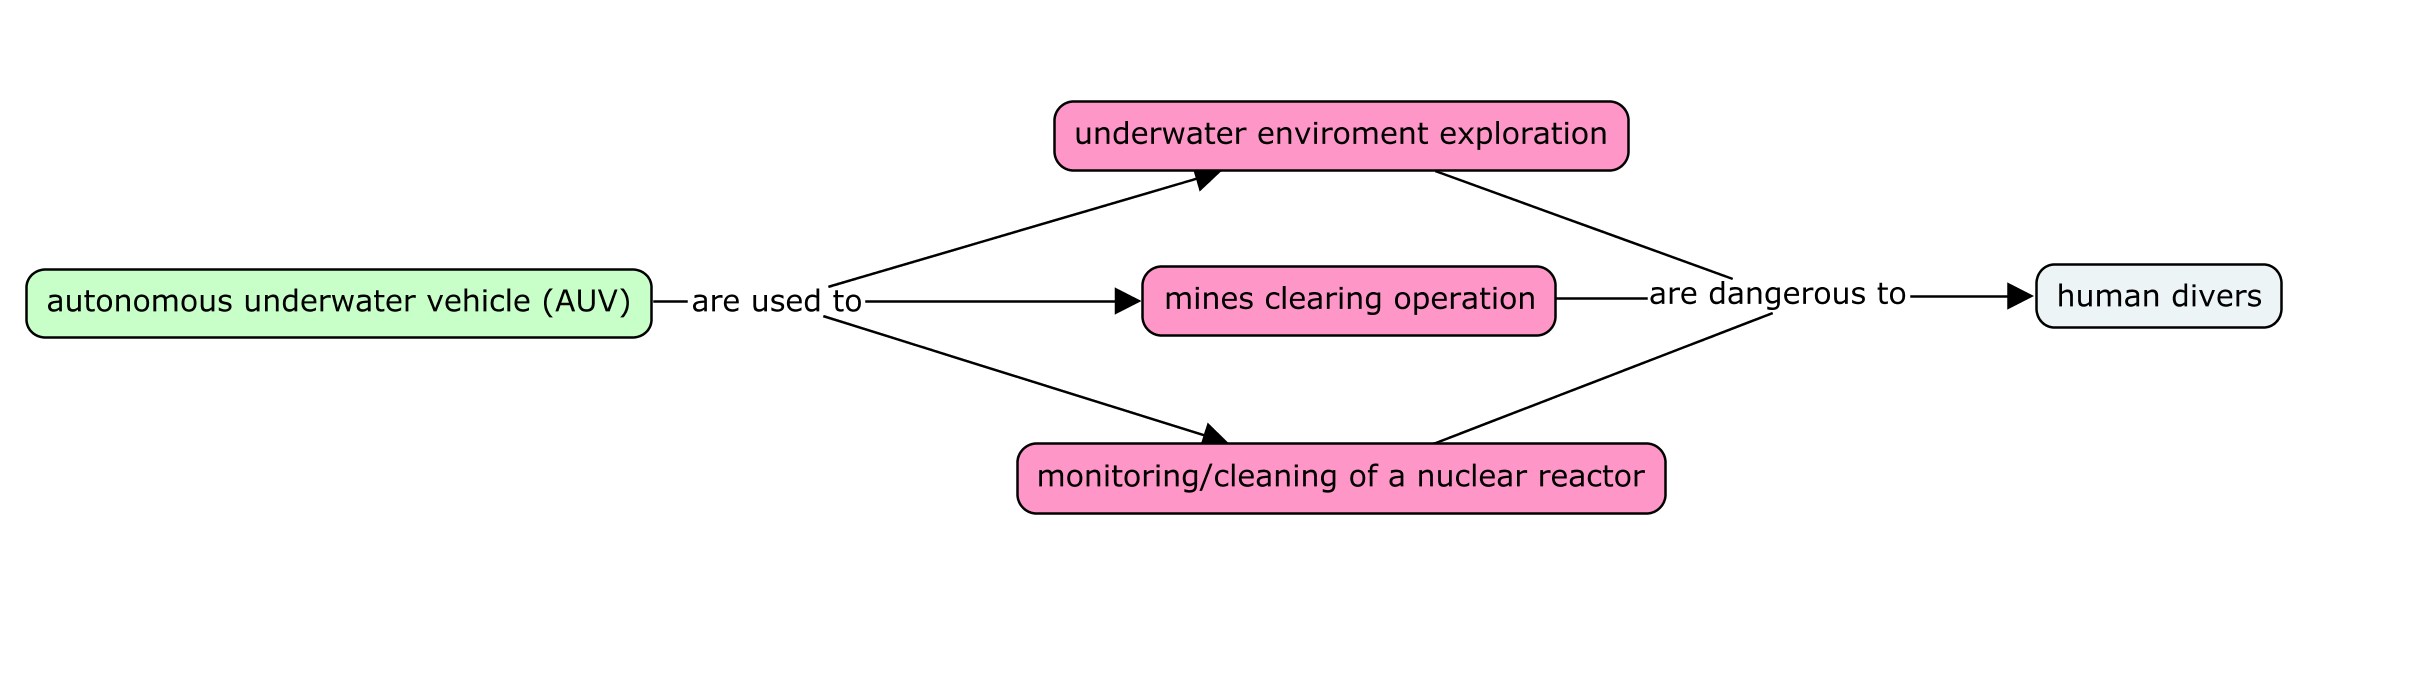 underwater enviroment exploration
autonomous underwater vehicle (AUV)
are used to
mines clearing operation
are dangerous to
human divers
monitoring/cleaning of a nuclear reactor